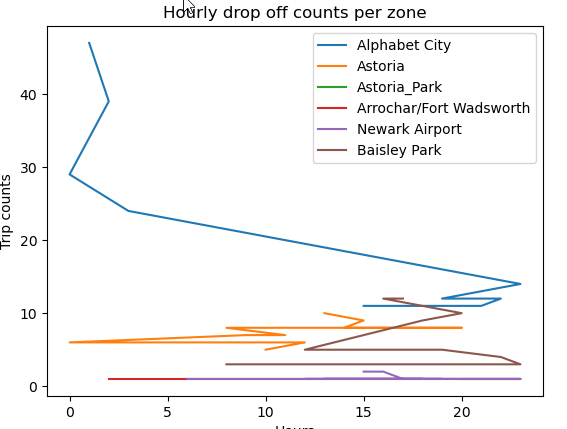 Hourly drop off counts per zone
Alphabet City
Astoria
Astoria_Park
Arrochar/Fort Wadsworth
Newark Airport
Baisley Park
Trip counts
40
30
20
10
0
0 5 10 15 20
Hours